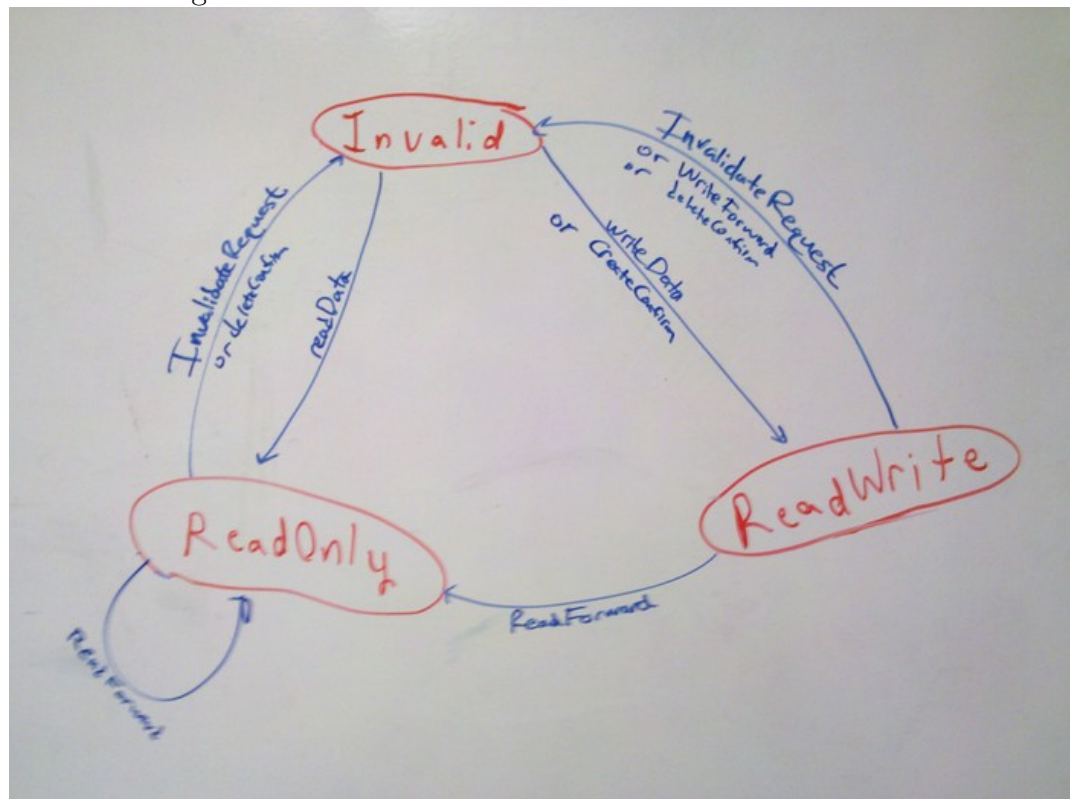 Invalid
InvalidateRequest
or WriteForward
or deleteConfirm
InvalidateRequest
or deleteConfirm
readData
writeData
or CreateConfirm
ReadOnly
ReadWrite
ReadForward
ReadForward